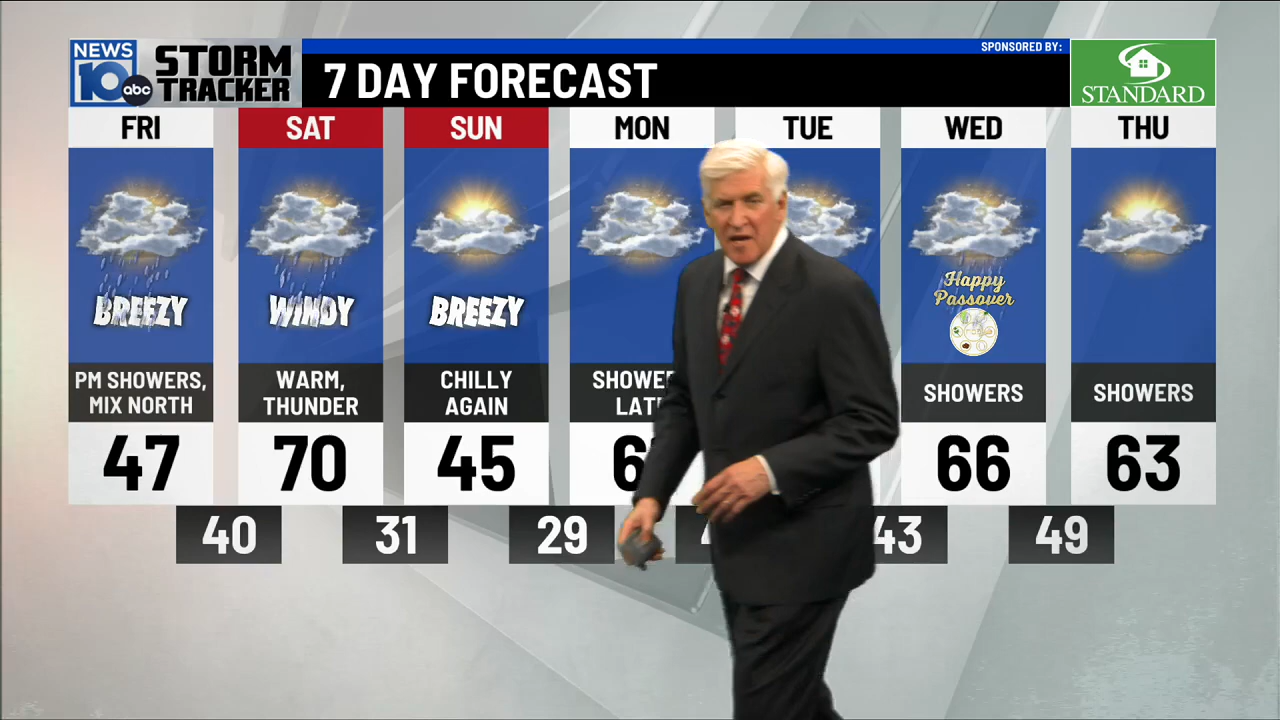 NEWS
10
abc
STORM
TRACKER
7 DAY FORECAST
SPONSORED BY:
STANDARD
FRI
SAT
SUN
MON
TUE
WED
THU
BREEZY
WINDY
BREEZY
Happy
Passover
PM SHOWERS,
MIX NORTH
WARM,
THUNDER
CHILLY
AGAIN
SHOWERS
SHOWERS
47
70
45
66
63
40
31
29
43
49